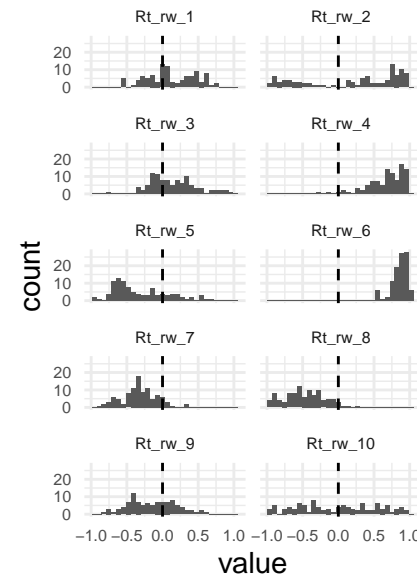 Rt_rw_1 Rt_rw_2
20
10
0
Rt_rw_3 Rt_rw_4
20
10
0
Rt_rw_5 Rt_rw_6
20
10
0
Rt_rw_7 Rt_rw_8
20
10
0
Rt_rw_9 Rt_rw_10
20
10
0
−1.0 −0.5 0.0 0.5 1.0 −1.0 −0.5 0.0 0.5 1.0
value
count